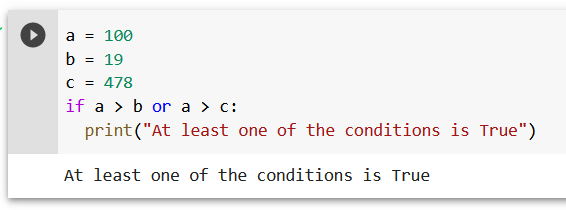 a = 100
b = 19
c = 478
if a > b or a > c:
  print("At least one of the conditions is True")
At least one of the conditions is True